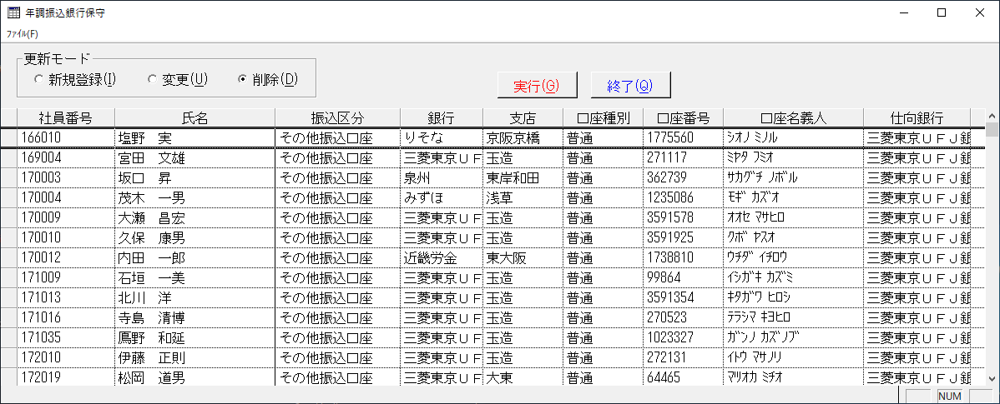 年調振込銀行保守
ﾌｧｲﾙ(F)
更新モード
新規登録(I) 変更(U) 削除(D) 実行(G) 終了(Q)
社員番号 氏名 振込区分 銀行 支店 口座種別 口座番号 口座名義人 仕向銀行
166010 塩野　実 その他振込口座 りそな 京阪京橋 普通 1775560 ｼｵﾉ ﾐﾉﾙ 三菱東京ＵＦＪ銀
169004 宮田　文雄 その他振込口座 三菱東京ＵＦ 玉造 普通 271117 ﾐﾔﾀ ﾌﾐｵ 三菱東京ＵＦＪ銀
170003 坂口　昇 その他振込口座 泉州 東岸和田 普通 362739 ｻｶｸﾞﾁ ﾉﾎﾞﾙ 三菱東京ＵＦＪ銀
170004 茂木　一男 その他振込口座 みずほ 浅草 普通 1235086 ﾓｷﾞ ｶｽﾞｵ 三菱東京ＵＦＪ銀
170009 大瀬　昌宏 その他振込口座 三菱東京ＵＦ 玉造 普通 3591578 ｵｵｾ ﾏｻﾋﾛ 三菱東京ＵＦＪ銀
170010 久保　康男 その他振込口座 三菱東京ＵＦ 玉造 普通 3591925 ｸﾎﾞ ﾔｽｵ 三菱東京ＵＦＪ銀
170012 内田　一郎 その他振込口座 近畿労金 東大阪 普通 1738810 ｳﾁﾀﾞ ｲﾁﾛｳ 三菱東京ＵＦＪ銀
171009 石垣　一美 その他振込口座 三菱東京ＵＦ 玉造 普通 99864 ｲｼｶﾞｷ ｶｽﾞﾐ 三菱東京ＵＦＪ銀
171013 北川　洋 その他振込口座 三菱東京ＵＦ 玉造 普通 3591354 ｷﾀｶﾞﾜ ﾋﾛｼ 三菱東京ＵＦＪ銀
171016 寺島　清博 その他振込口座 三菱東京ＵＦ 玉造 普通 270523 ﾃﾗｼﾏ ｷﾖﾋﾛ 三菱東京ＵＦＪ銀
171035 鴈野　和延 その他振込口座 三菱東京ＵＦ 玉造 普通 1023327 ｶﾞﾝﾉ ｶｽﾞﾉﾌﾞ 三菱東京ＵＦＪ銀
172010 伊藤　正則 その他振込口座 三菱東京ＵＦ 玉造 普通 272131 ｲﾄｳ ﾏｻﾉﾘ 三菱東京ＵＦＪ銀
172019 松岡　道男 その他振込口座 三菱東京ＵＦ 大東 普通 64465 ﾏﾂｵｶ ﾐﾁｵ 三菱東京ＵＦＪ銀
NUM